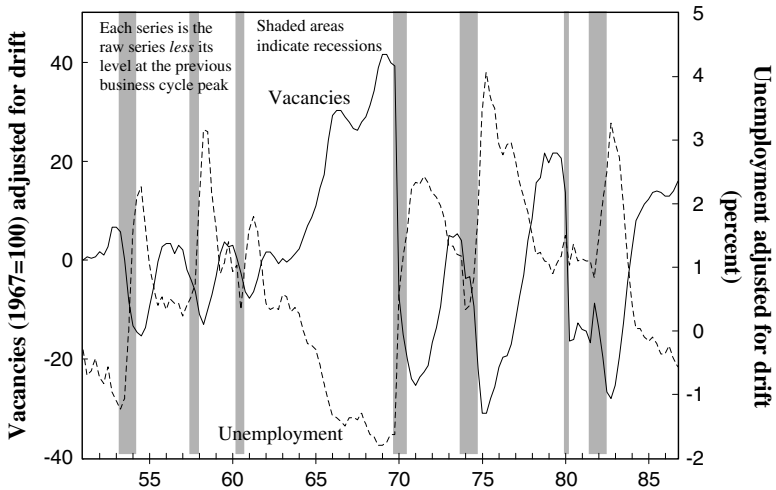 Each series is the
raw series less its
level at the previous
business cycle peak
Shaded areas
indicate recessions
Vacancies
Unemployment
Vacancies (1967=100) adjusted for drift
40
20
0
-20
-40
Unemployment adjusted for drift
(percent)
5
4
3
2
1
0
-1
-2
55 60 65 70 75 80 85